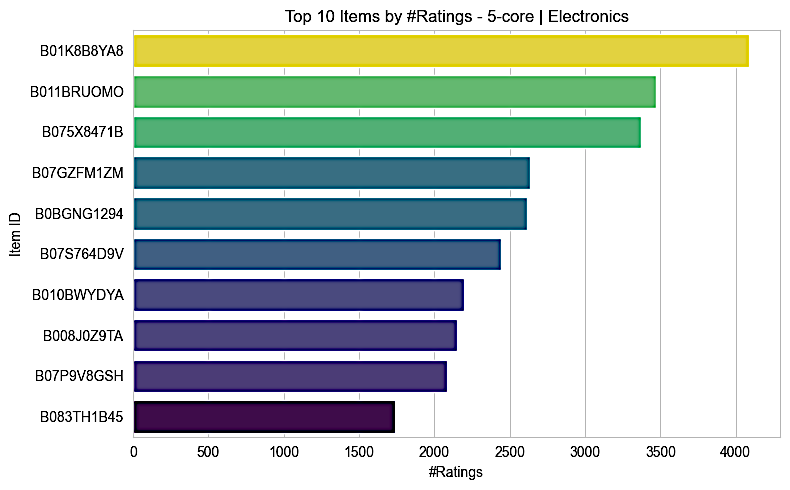 Top 10 Items by #Ratings - 5-core | Electronics
B01K8B8YA8
B011BRUOMO
B075X8471B
B07GZFM1ZM
B0BGNG1294
B07S764D9V
B010BWYDYA
B008J0Z9TA
B07P9V8GSH
B083TH1B45
Item ID
0 500 1000 1500 2000 2500 3000 3500 4000
#Ratings